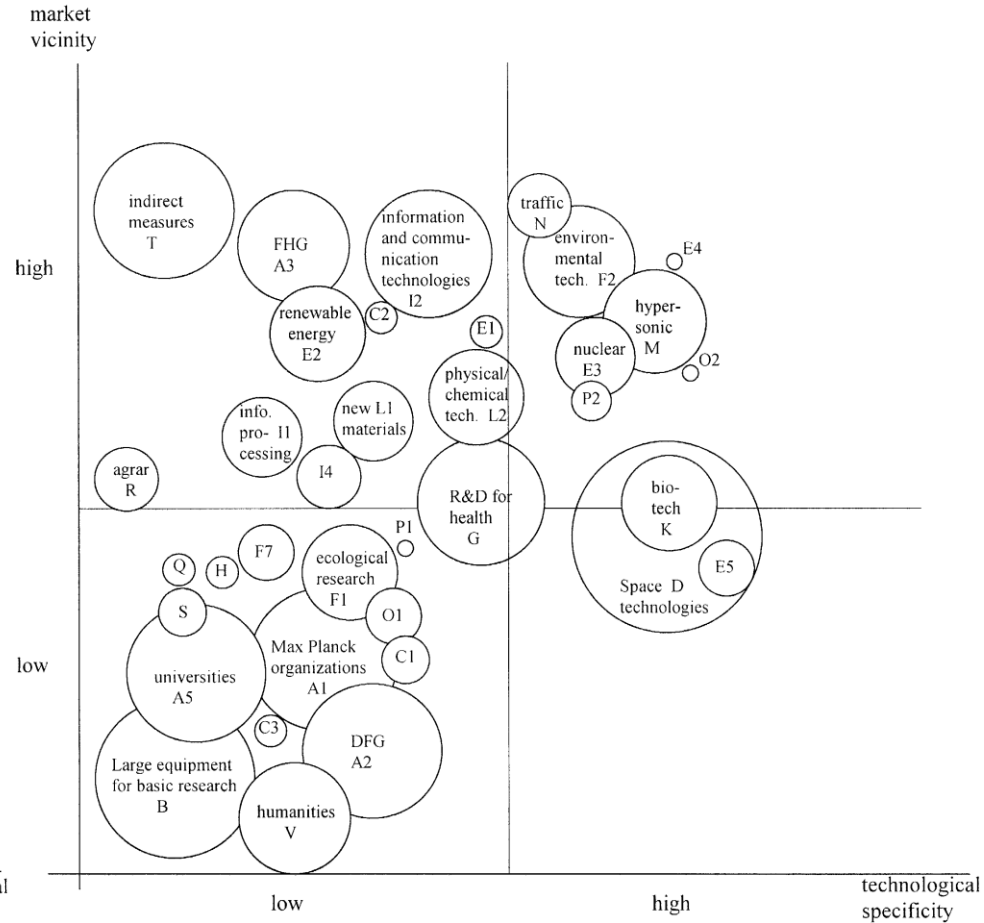 market
vicinity
indirect
measures
T
FHG
A3
information
and commu-
nication
technologies
I2
traffic
N
environ-
mental
tech. F2
E4
high
renewable
energy
E2
C2
E1
hyper-
sonic
M
nuclear
E3
O2
physical/
chemical
tech. L2
P2
info.
pro- I1
cessing
new L1
materials
agrar
R
I4
R&D for
health
G
bio-
tech
K
P1
Q
H
F7
ecological
research
F1
E5
Space D
technologies
S
O1
low
universities
A5
Max Planck
organizations
A1
C1
C3
DFG
A2
Large equipment
for basic research
B
humanities
V
al
low
high
technological
specificity